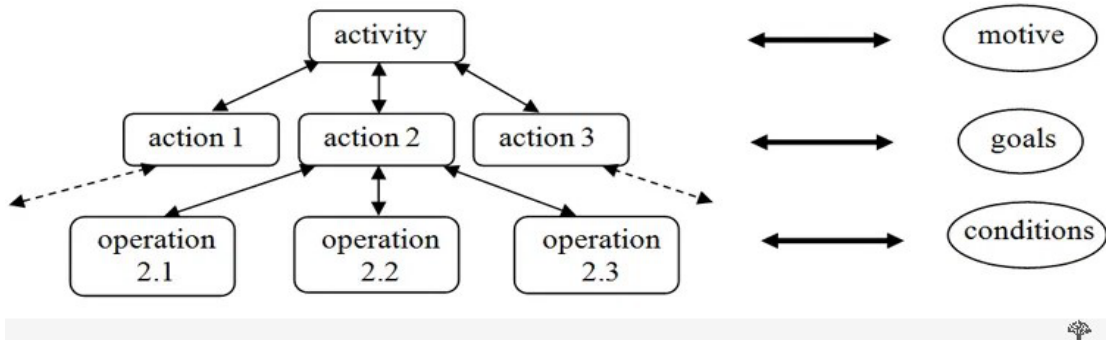 activity
motive
action 1
action 2
action 3
goals
operation
2.1
operation
2.2
operation
2.3
conditions